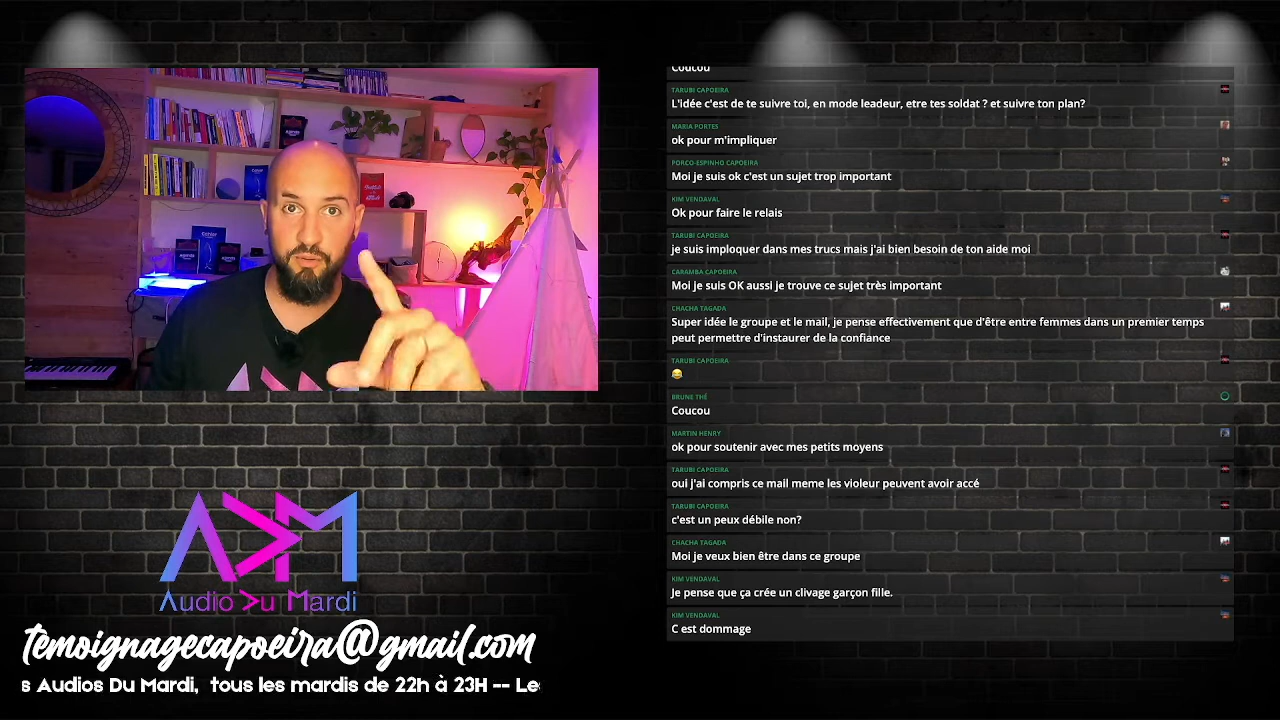 Coucou
TARUBI CAPOEIRA
L'idée c'est de te suivre toi, en mode leadeur, etre tes soldat ? et suivre ton plan?
MARIA PORTES
ok pour m'impliquer
PORCO-ESPINHO CAPOEIRA
Moi je suis ok c'est un sujet trop important
KIM VENDAVAL
Ok pour faire le relais
TARUBI CAPOEIRA
je suis imploquer dans mes trucs mais j'ai bien besoin de ton aide moi
CARAMBA CAPOEIRA
Moi je suis OK aussi je trouve ce sujet très important
CHACHA TAGADA
Super idée le groupe et le mail, je pense effectivement que d'être entre femmes dans un premier temps
peut permettre d'instaurer de la confiance
TARUBI CAPOEIRA
😂
BRUNE THÉ
Coucou
MARTIN HENRY
ok pour soutenir avec mes petits moyens
TARUBI CAPOEIRA
oui j'ai compris ce mail meme les violeur peuvent avoir accé
TARUBI CAPOEIRA
c'est un peux débile non?
CHACHA TAGADA
Moi je veux bien être dans ce groupe
KIM VENDAVAL
Je pense que ça crée un clivage garçon fille.
KIM VENDAVAL
C est dommage
Audio Du Mardi
temoignagecapoeira@gmail.com
s Audios Du Mardi, tous les mardis de 22h à 23H -- Le